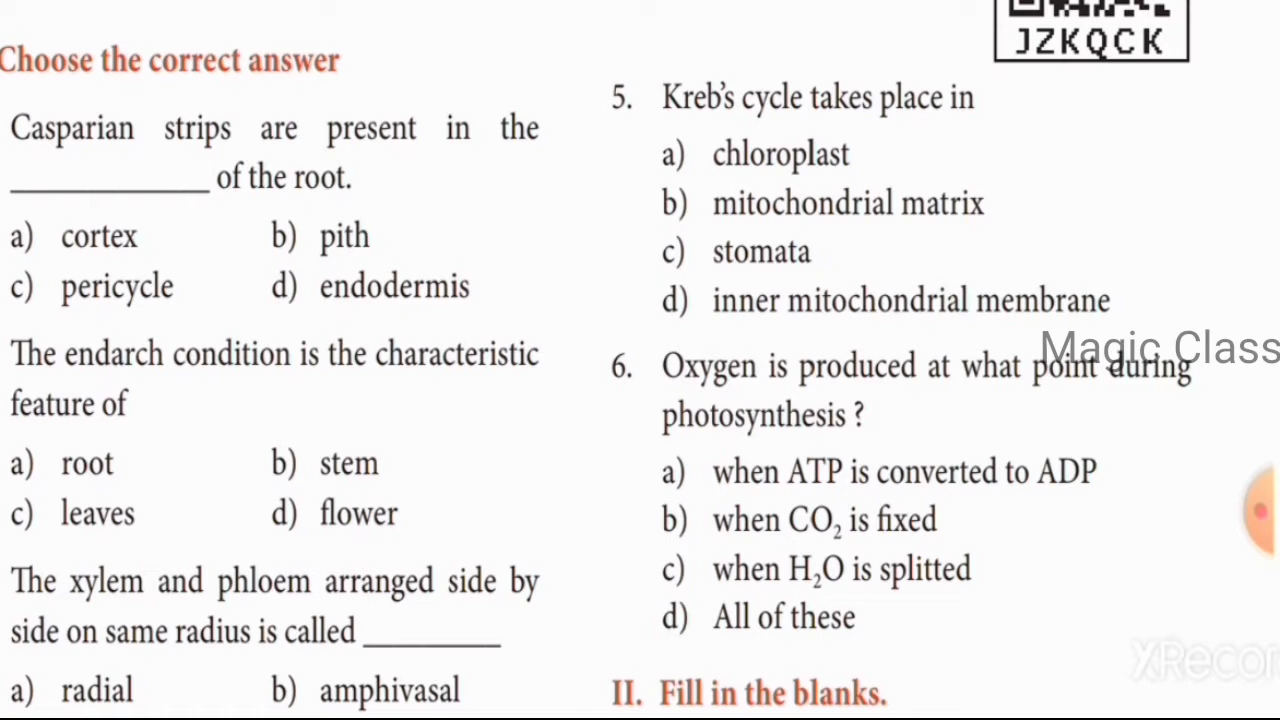 JZKQCK
Choose the correct answer
Casparian strips are present in the
____________ of the root.
a) cortex b) pith
c) pericycle d) endodermis
The endarch condition is the characteristic
feature of
a) root b) stem
c) leaves d) flower
The xylem and phloem arranged side by
side on same radius is called ________
a) radial b) amphivasal
5. Kreb's cycle takes place in
a) chloroplast
b) mitochondrial matrix
c) stomata
d) inner mitochondrial membrane
Magic Class
6. Oxygen is produced at what point during
photosynthesis ?
a) when ATP is converted to ADP
b) when CO₂ is fixed
c) when H₂O is splitted
d) All of these
II. Fill in the blanks.
XRecor